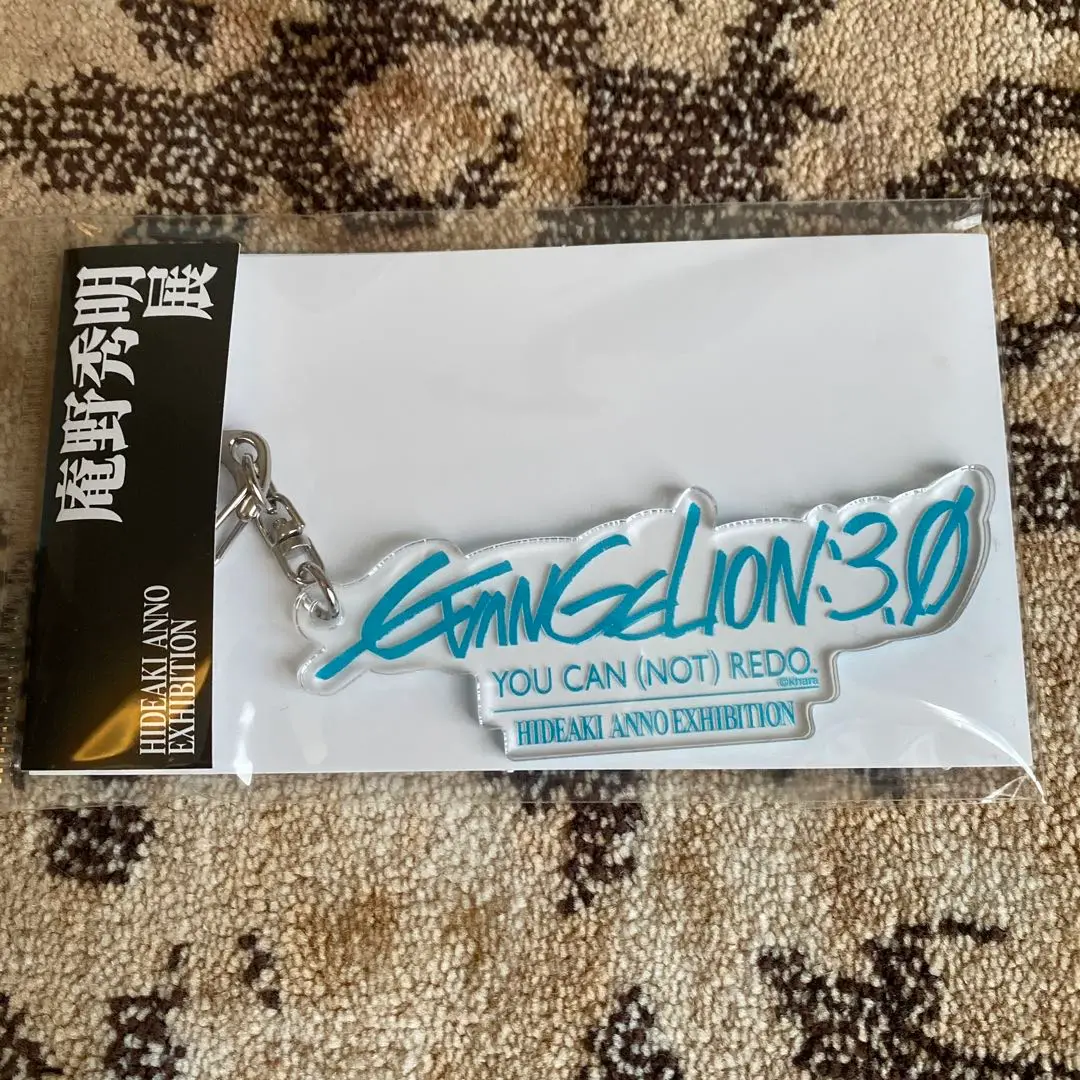 庵野秀明
展
HIDEAKI ANNO
EXHIBITION
EVANGELION:3.0
YOU CAN (NOT) REDO.
©khara
HIDEAKI ANNO EXHIBITION